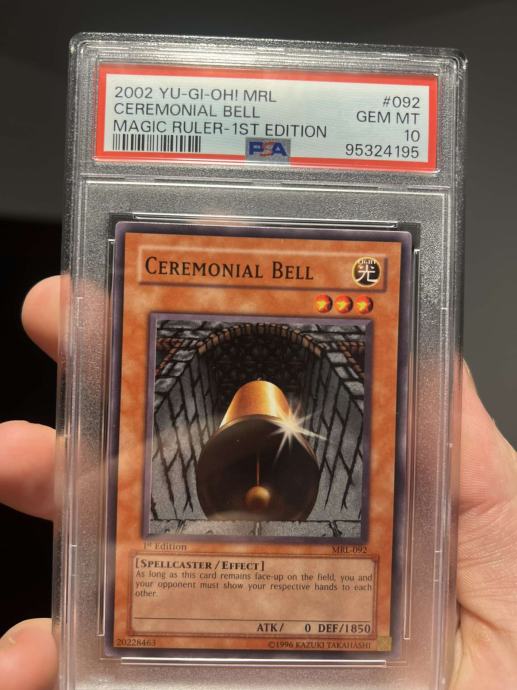 2002 YU-GI-OH! MRL #092
CEREMONIAL BELL GEM MT
MAGIC RULER-1ST EDITION 10
PSA 95324195
CEREMONIAL BELL
LIGHT
光
1st Edition MRL-092
[SPELLCASTER / EFFECT]
As long as this card remains face-up on the field, you and
your opponent must show your respective hands to each
other.
ATK/ 0 DEF/1850
20228463 ©1996 KAZUKI TAKAHASHI